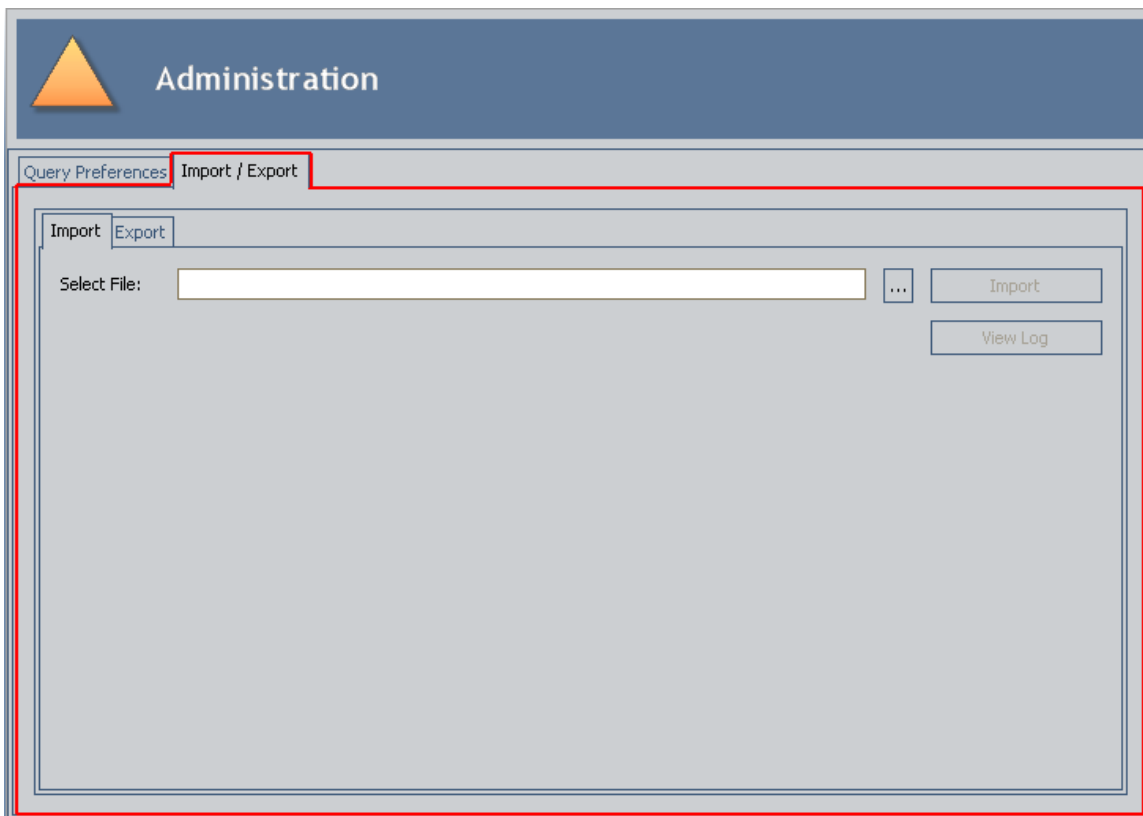 Administration
Query Preferences Import / Export
Import Export
Select File: ... Import
View Log